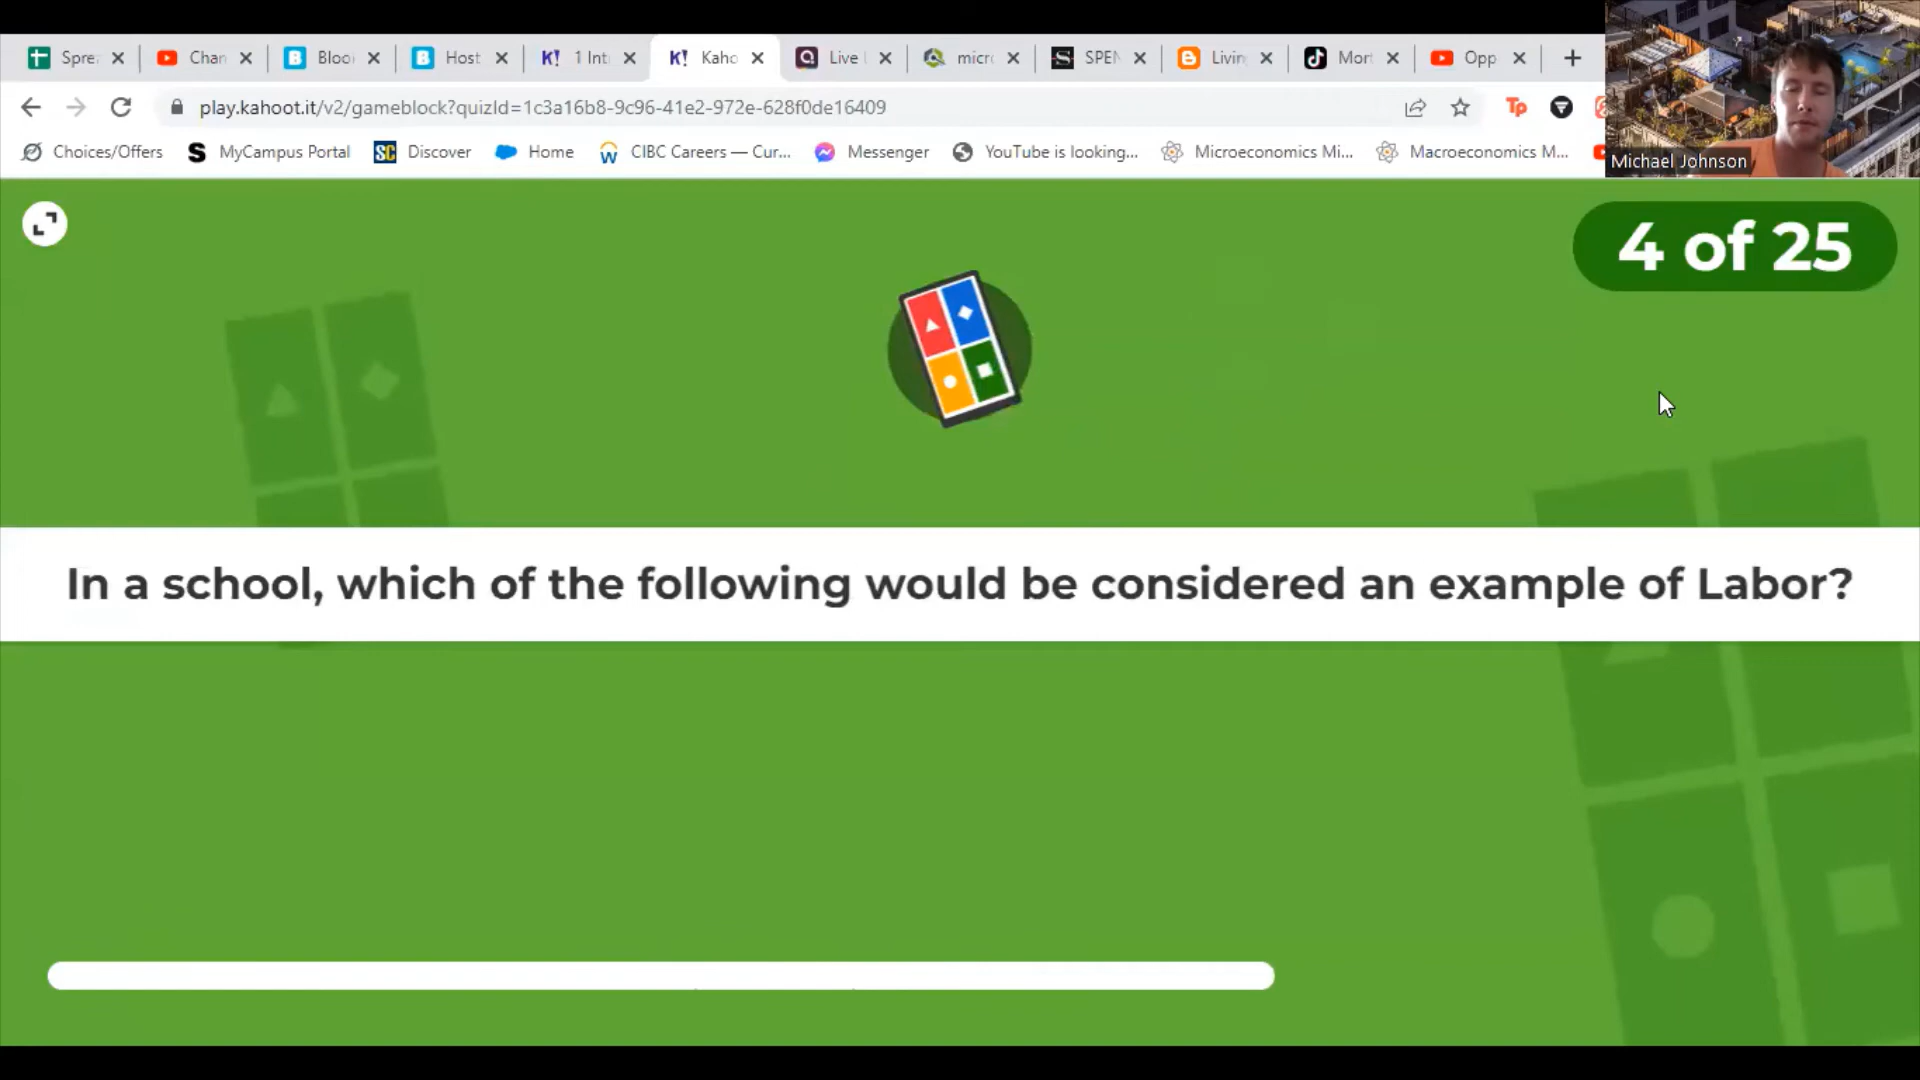 Spre
Chan
Bloo
Host
K! 1 Int
K! Kaho
Live
micro
SPEN
Livin
Mor
Opp
play.kahoot.it/v2/gameblock?quizId=1c3a16b8-9c96-41e2-972e-628f0de16409
Tp
Choices/Offers
S MyCampus Portal
SC Discover
Home
CIBC Careers — Cur...
Messenger
YouTube is looking...
Microeconomics Mi...
Macroeconomics M...
Michael Johnson
4 of 25
In a school, which of the following would be considered an example of Labor?